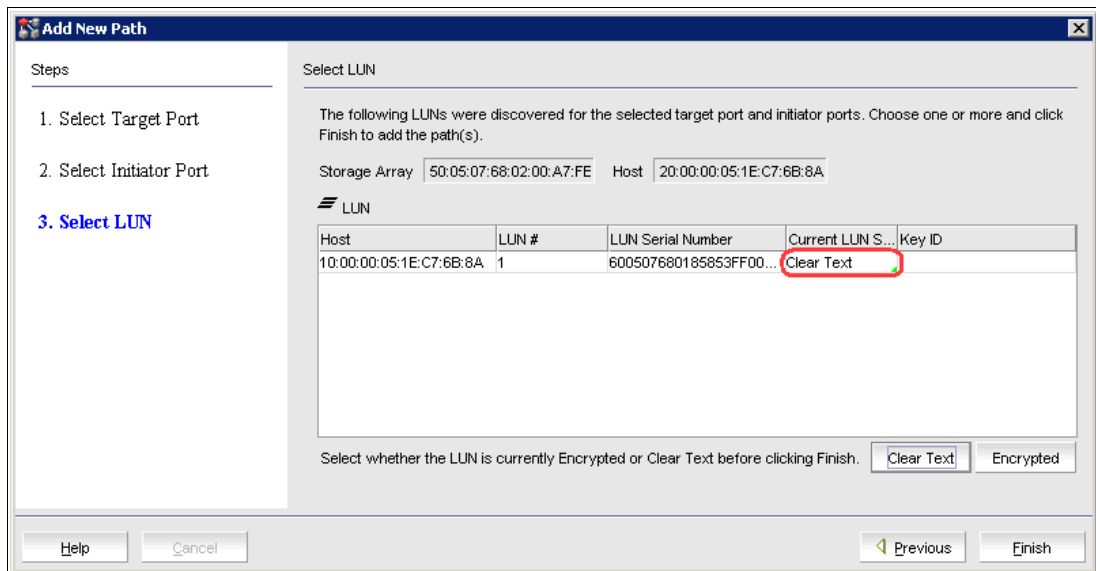 Add New Path
Steps
1. Select Target Port
2. Select Initiator Port
3. Select LUN
Select LUN
The following LUNs were discovered for the selected target port and initiator ports. Choose one or more and click
Finish to add the path(s).
Storage Array 50:05:07:68:02:00:A7:FE Host 20:00:00:05:1E:C7:6B:8A
LUN
Host LUN # LUN Serial Number Current LUN S... Key ID
10:00:00:05:1E:C7:6B:8A 1 600507680185853FF00... Clear Text
Select whether the LUN is currently Encrypted or Clear Text before clicking Finish. Clear Text Encrypted
Help Cancel Previous Finish